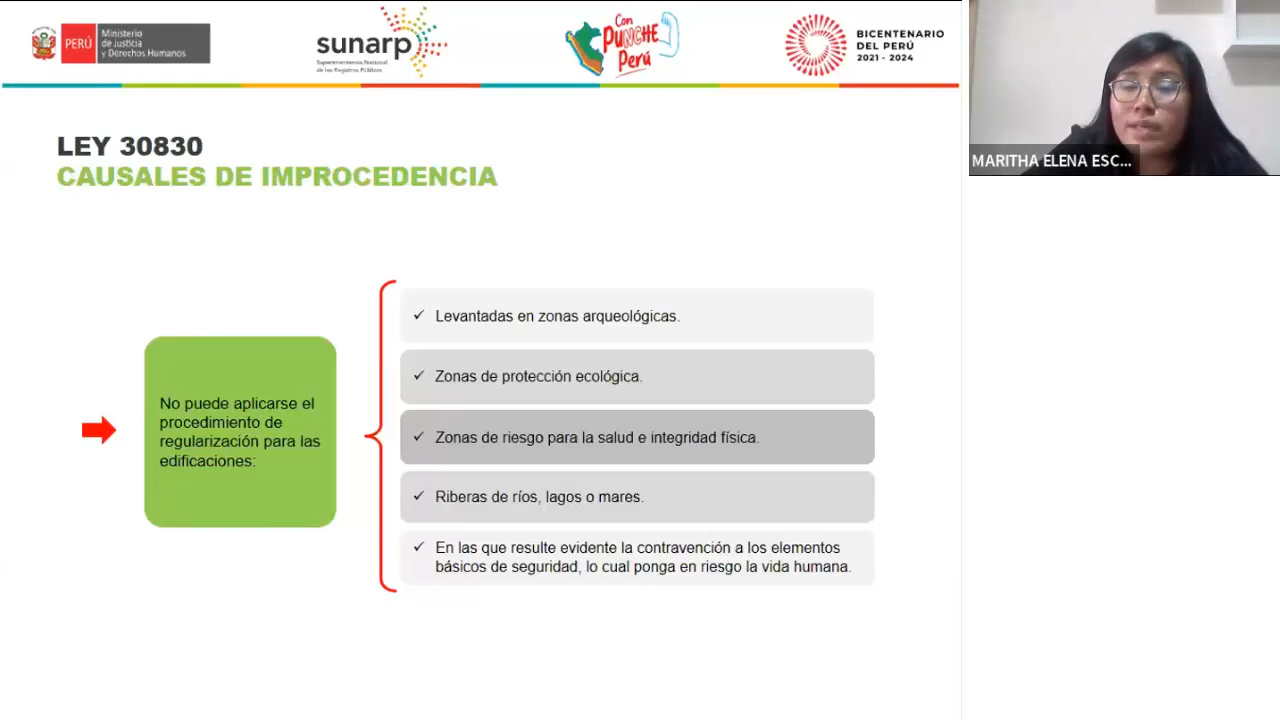 PERÚ
Ministerio
de Justicia
y Derechos Humanos
sunarp
Superintendencia Nacional
de los Registros Públicos
Con
PUNCHE
Perú
BICENTENARIO
DEL PERÚ
2021 - 2024
MARITHA ELENA ESC...
LEY 30830
CAUSALES DE IMPROCEDENCIA
No puede aplicarse el
procedimiento de
regularización para las
edificaciones:
✓ Levantadas en zonas arqueológicas.
✓ Zonas de protección ecológica.
✓ Zonas de riesgo para la salud e integridad física.
✓ Riberas de ríos, lagos o mares.
✓ En las que resulte evidente la contravención a los elementos
básicos de seguridad, lo cual ponga en riesgo la vida humana.